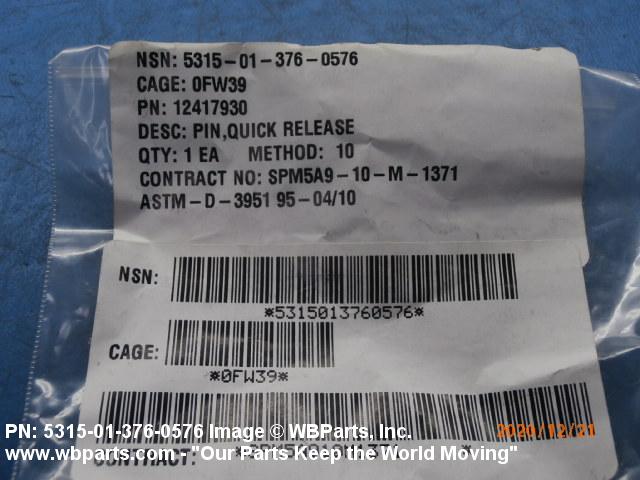 NSN: 5315-01-376-0576
CAGE: 0FW39
PN: 12417930
DESC: PIN,QUICK RELEASE
QTY: 1 EA METHOD: 10
CONTRACT NO: SPM5A9-10-M-1371
ASTM-D-3951 95-04/10
NSN:
*5315013760576*
CAGE:
*0FW39*
PN: 5315-01-376-0576 Image © WBParts, Inc.
2020/12/21
www.wbparts.com - "Our Parts Keep the World Moving"
CONTRACT: